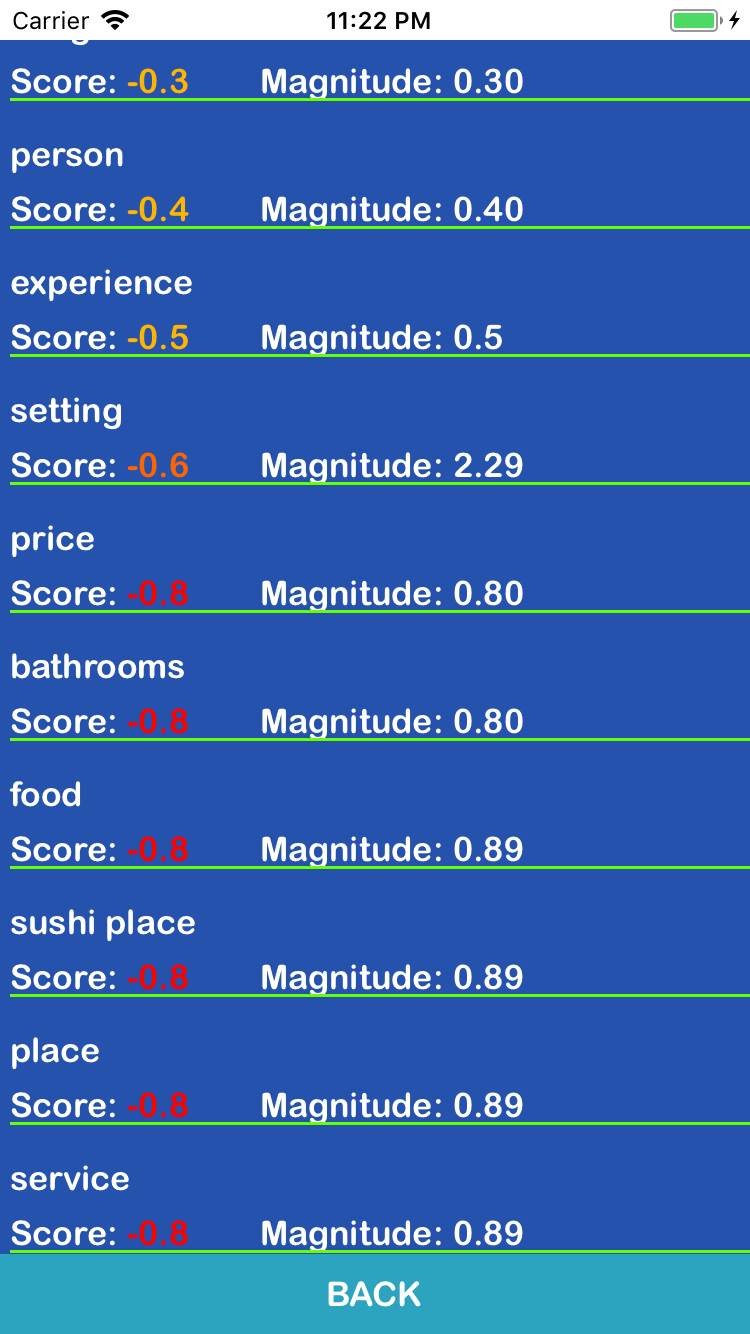 Carrier 11:22 PM
Score: -0.3 Magnitude: 0.30
person
Score: -0.4 Magnitude: 0.40
experience
Score: -0.5 Magnitude: 0.5
setting
Score: -0.6 Magnitude: 2.29
price
Score: -0.8 Magnitude: 0.80
bathrooms
Score: -0.8 Magnitude: 0.80
food
Score: -0.8 Magnitude: 0.89
sushi place
Score: -0.8 Magnitude: 0.89
place
Score: -0.8 Magnitude: 0.89
service
Score: -0.8 Magnitude: 0.89
BACK